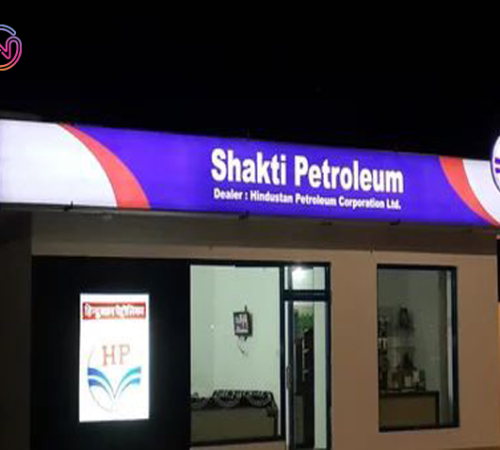 Shakti Petroleum
Dealer : Hindustan Petroleum Corporation Ltd.
हिन्दुस्तान पेट्रोलियम
HP